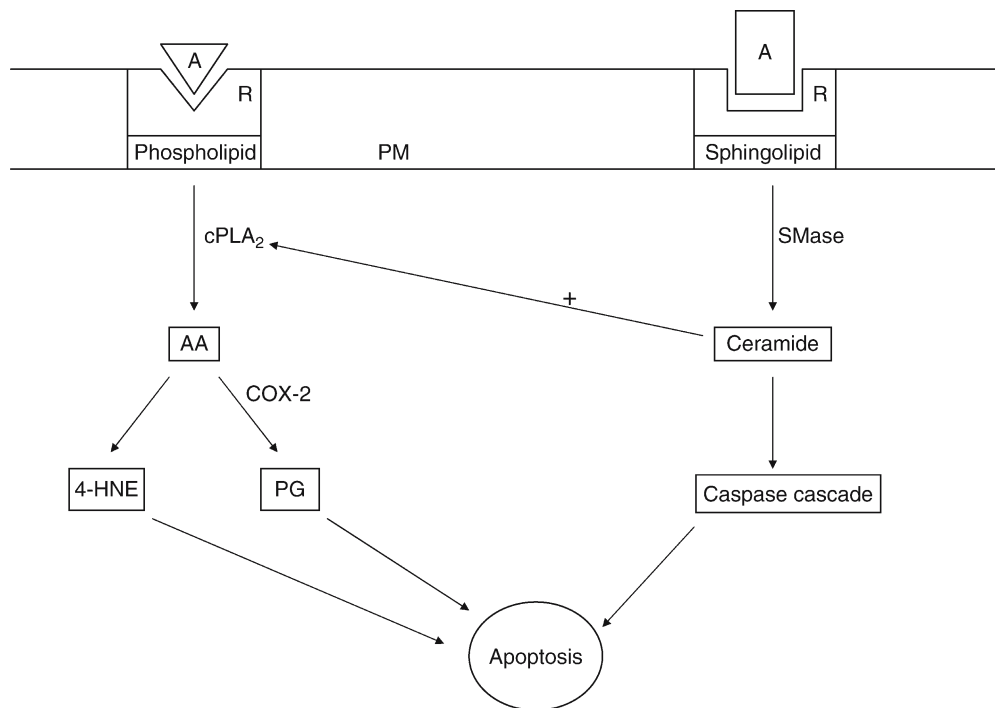 A
A
R
R
Phospholipid
PM
Sphingolipid
cPLA₂
SMase
+
AA
Ceramide
COX-2
4-HNE
PG
Caspase cascade
Apoptosis